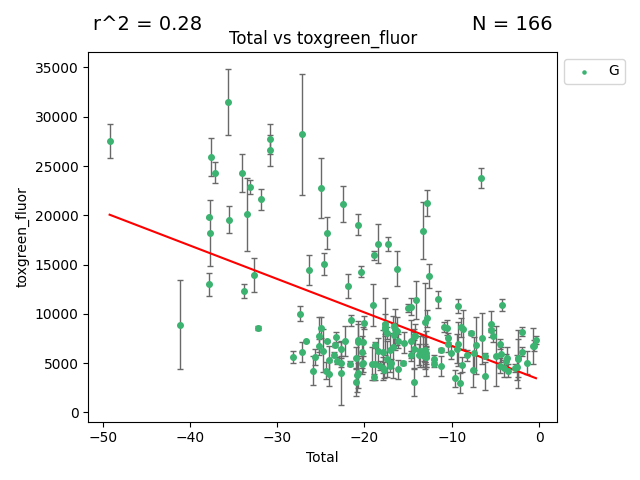 r^2 = 0.28
N = 166
Total vs toxgreen_fluor
G
toxgreen_fluor
35000
30000
25000
20000
15000
10000
5000
0
−50
−40
−30
−20
−10
0
Total